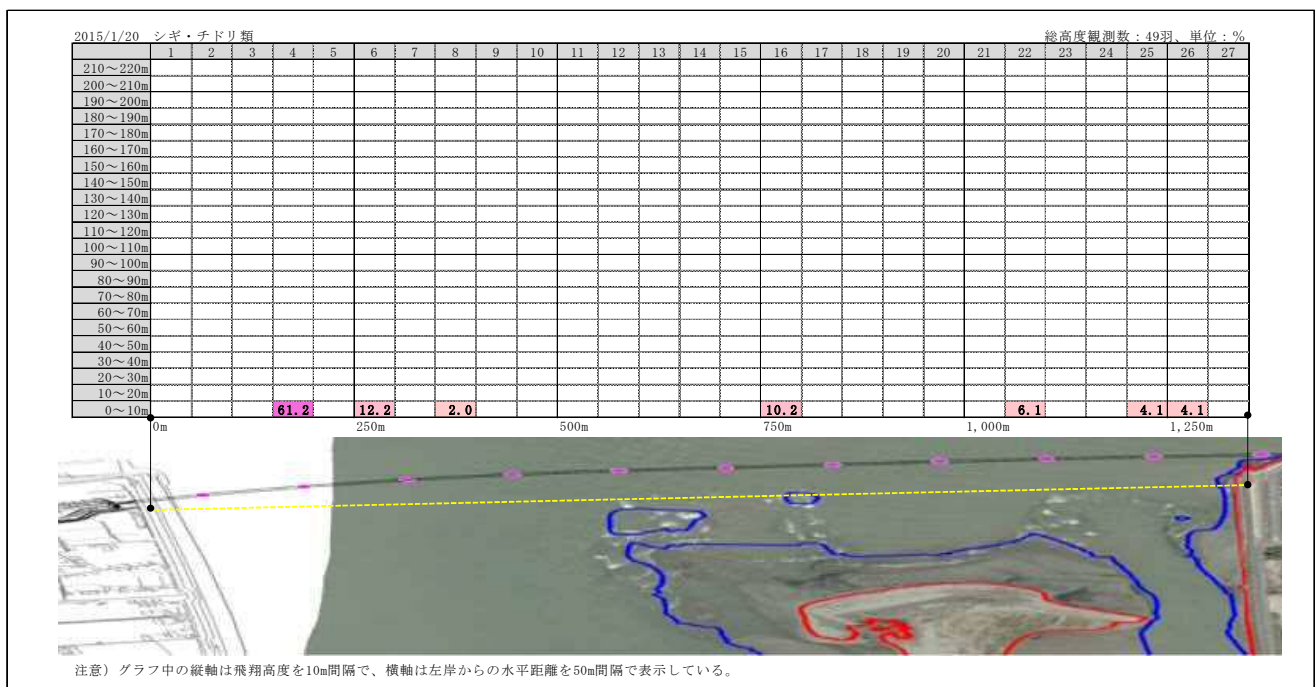 2015/1/20　シギ・チドリ類　総高度観測数：49羽、単位：％
1 2 3 4 5 6 7 8 9 10 11 12 13 14 15 16 17 18 19 20 21 22 23 24 25 26 27
210～220m
200～210m
190～200m
180～190m
170～180m
160～170m
150～160m
140～150m
130～140m
120～130m
110～120m
100～110m
90～100m
80～90m
70～80m
60～70m
50～60m
40～50m
30～40m
20～30m
10～20m
0～10m 61.2 12.2 2.0 10.2 6.1 4.1 4.1
0m 250m 500m 750m 1,000m 1,250m
注意）グラフ中の縦軸は飛翔高度を10m間隔で、横軸は左岸からの水平距離を50m間隔で表示している。